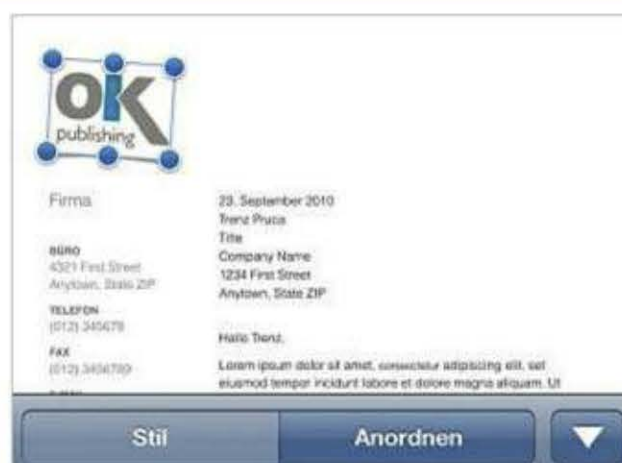 OK
publishing
Firma
BÜRO
4321 First Street
Anytown, State ZIP
TELEFON
(012) 345678
FAX
(012) 3456789
23. September 2010
Trenz Pruca
Title
Company Name
1234 First Street
Anytown, State ZIP
Hallo Trenz,
Lorem ipsum dolor sit amet, consectetur adipiscing elit, set
eiusmod tempor incidunt labore et dolore magna aliquam. Ut
Stil
Anordnen